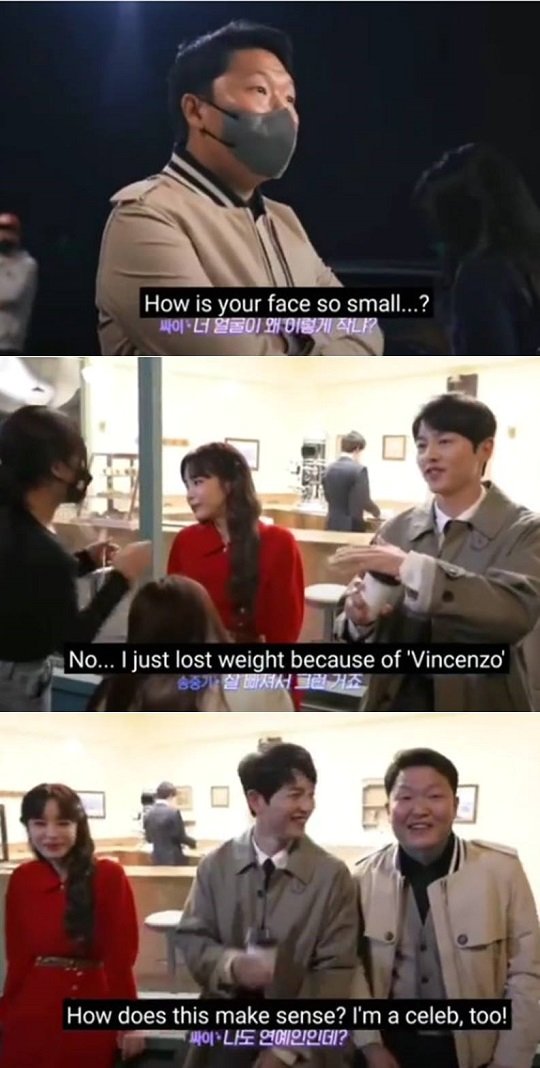 How is your face so small...?
싸이• 너 얼굴이 왜 이렇게 작냐?
No... I just lost weight because of 'Vincenzo'
송중기• 살 빠져서 그런 거죠
How does this make sense? I'm a celeb, too!
싸이• 나도 연예인인데?